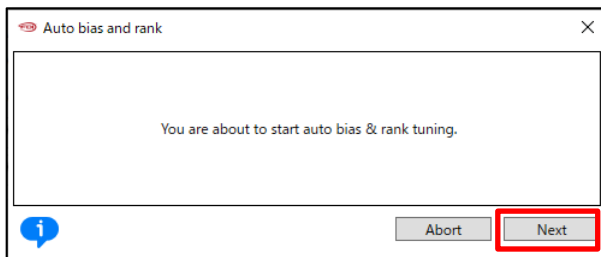 Auto bias and rank
You are about to start auto bias & rank tuning.
Abort
Next